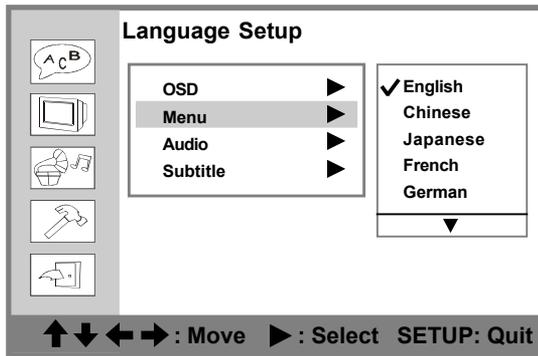 Language Setup
A C B
OSD ▶
Menu ▶
Audio ▶
Subtitle ▶
✓ English
Chinese
Japanese
French
German
▼
↑ ↓ ← → : Move ▶ : Select SETUP: Quit